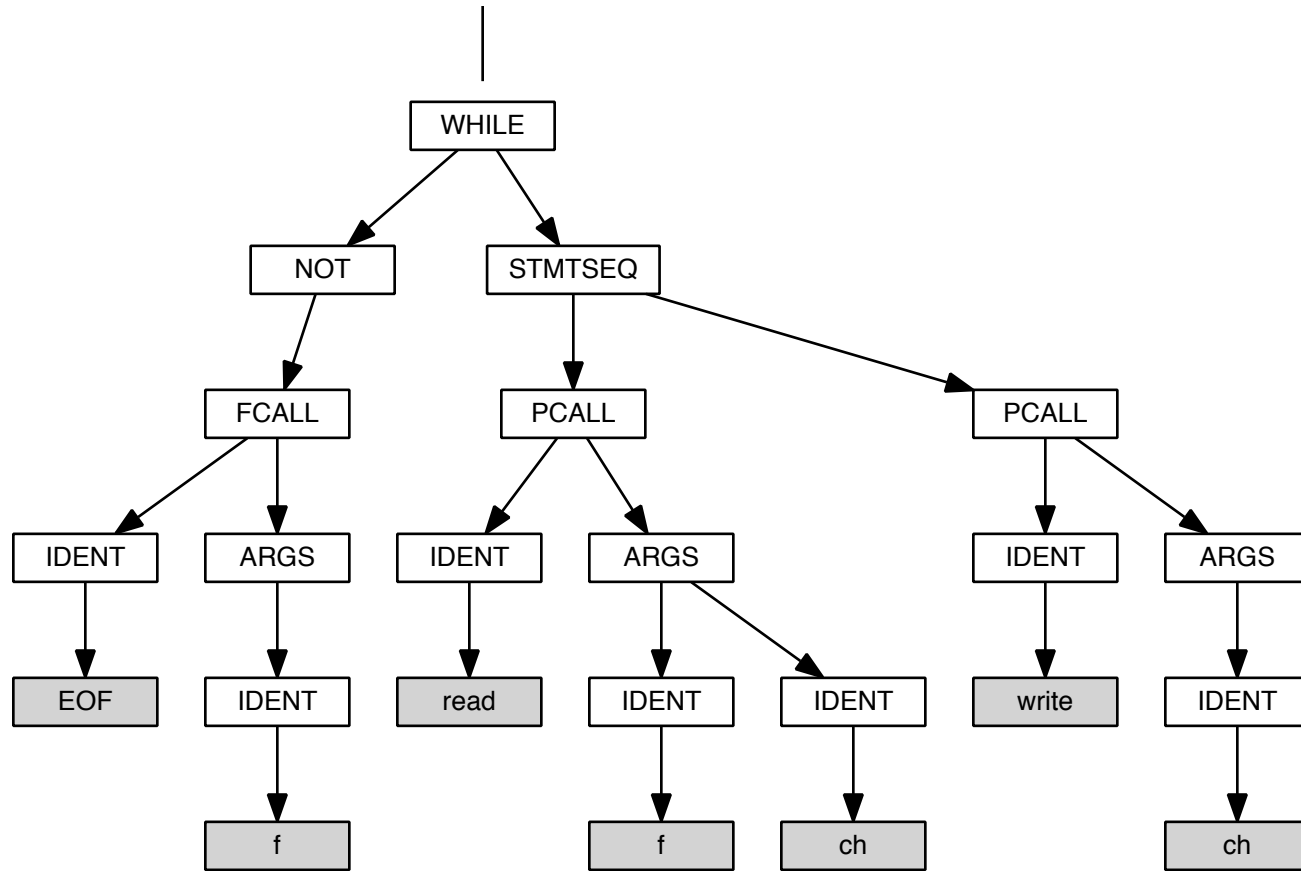 WHILE
NOT STMTSEQ
FCALL PCALL PCALL
IDENT ARGS IDENT ARGS IDENT ARGS
EOF IDENT read IDENT IDENT write IDENT
f f ch ch